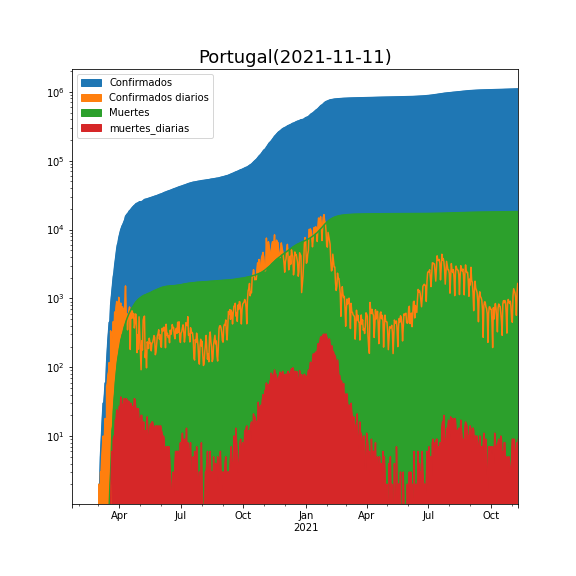 Portugal(2021-11-11)
Confirmados
Confirmados diarios
Muertes
muertes_diarias
10⁶
10⁵
10⁴
10³
10²
10¹
Apr Jul Oct Jan Apr Jul Oct
2021